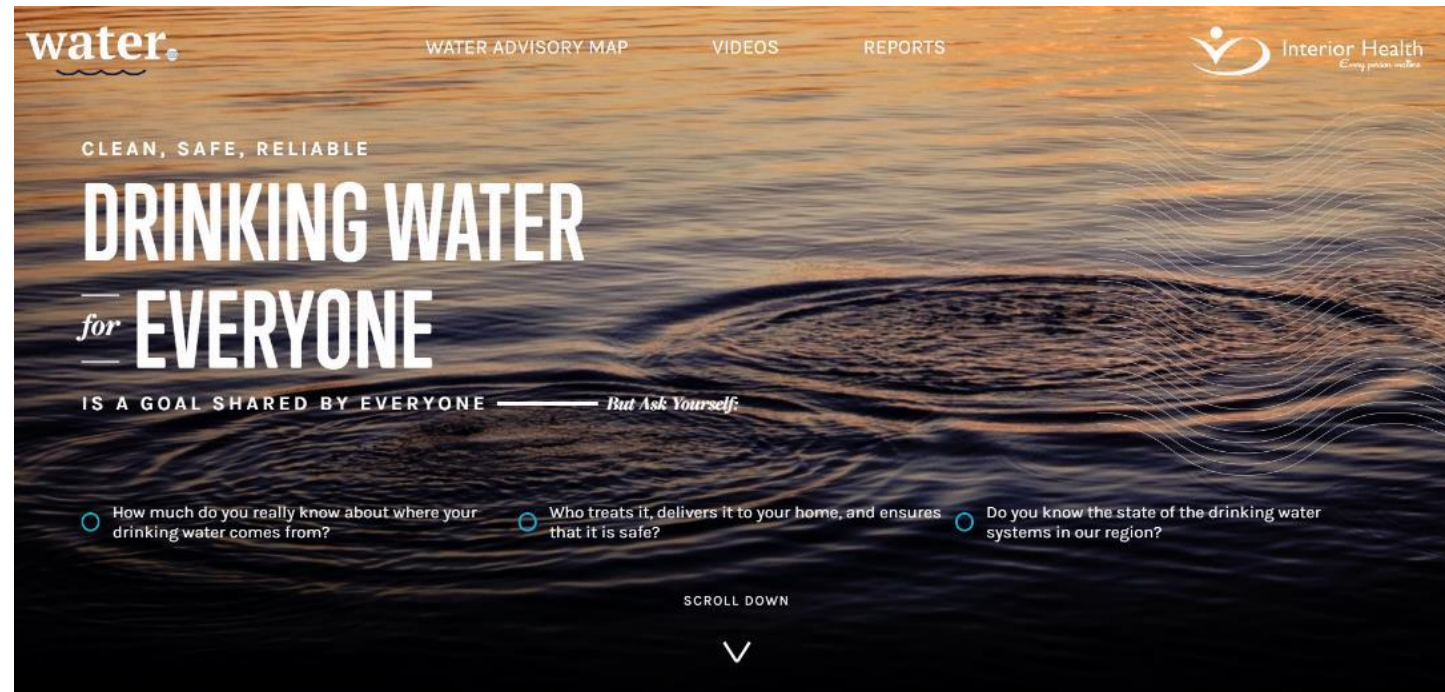 water.
WATER ADVISORY MAP
VIDEOS
REPORTS
Interior Health
Every person matters
CLEAN, SAFE, RELIABLE
DRINKING WATER
for EVERYONE
IS A GOAL SHARED BY EVERYONE But Ask Yourself:
How much do you really know about where your
drinking water comes from?
Who treats it, delivers it to your home, and ensures
that it is safe?
Do you know the state of the drinking water
systems in our region?
SCROLL DOWN